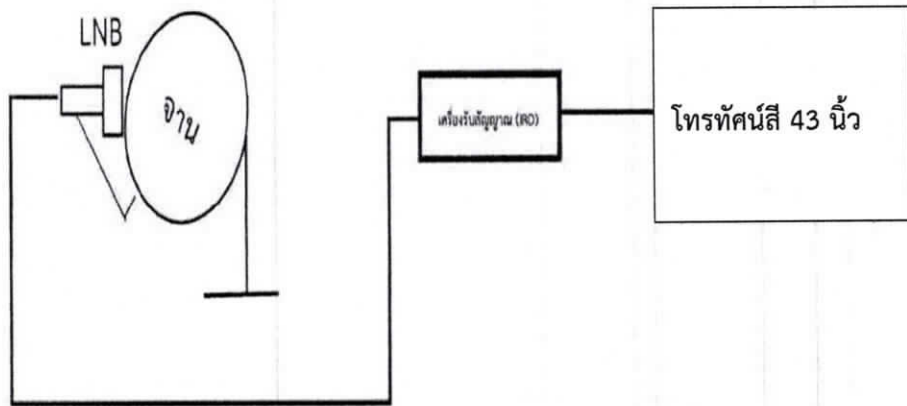 LNB
จาน
เครื่องรับสัญญาณ (IRD)
โทรทัศน์สี 43 นิ้ว